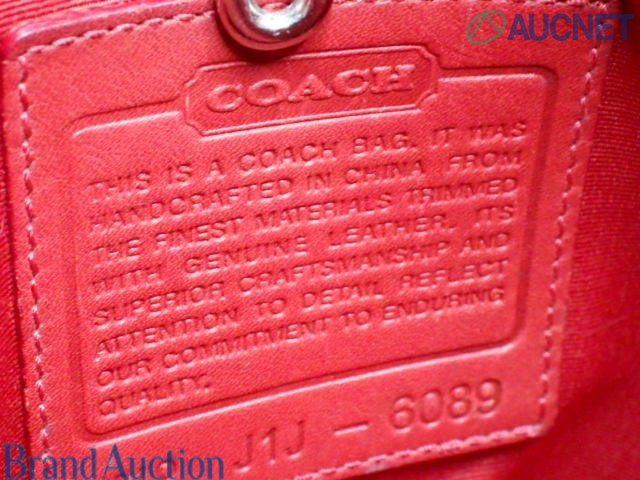 AUCNET
COACH
THIS IS A COACH BAG. IT WAS
HANDCRAFTED IN CHINA FROM
THE FINEST MATERIALS TRIMMED
WITH GENUINE LEATHER. IT'S
SUPERIOR CRAFTSMANSHIP AND
ATTENTION TO DETAIL REFLECT
OUR COMMITMENT TO ENDURING
QUALITY.
J1J - 6089
Brand Auction